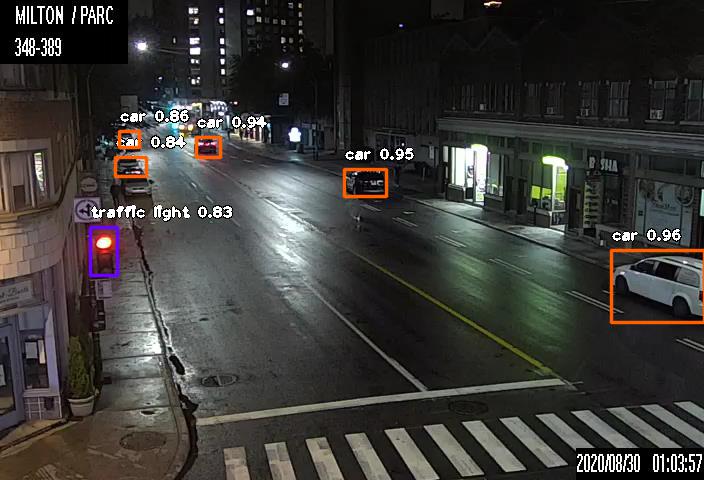 MILTON / PARC
348-389
car 0.86
car 0.94
car 0.84
car 0.95
traffic light 0.83
car 0.96
2020/08/30 01:03:57